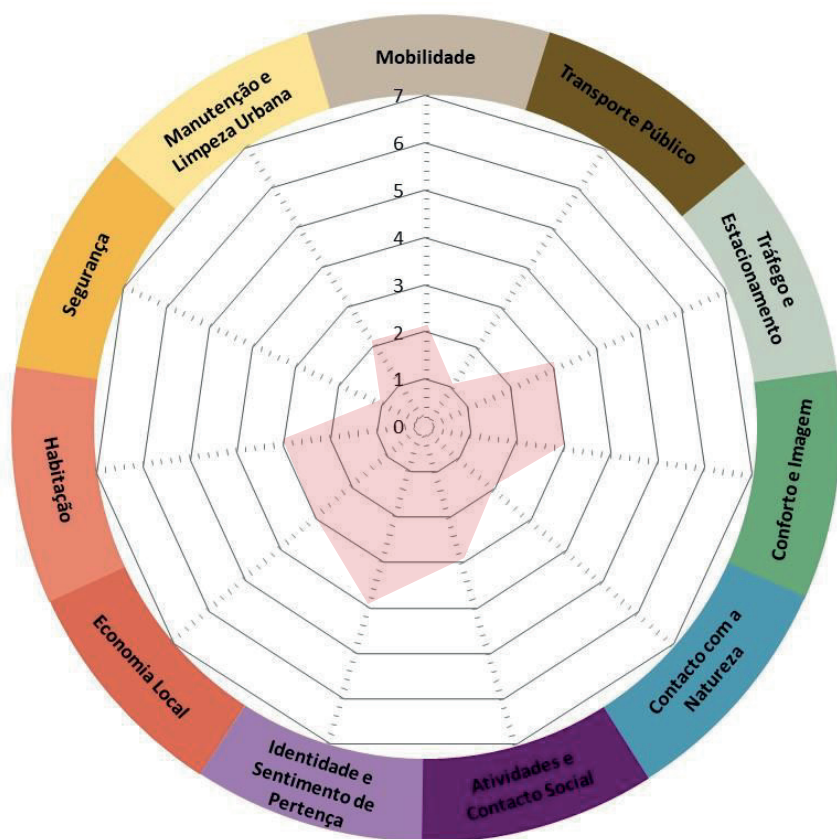 Mobilidade
Transporte Público
Tráfego e
Estacionamento
Conforto e Imagem
Contacto com a
Natureza
Atividades e
Contacto Social
Identidade e
Sentimento de
Pertença
Economia Local
Habitação
Segurança
Manutenção e
Limpeza Urbana
7
6
5
4
3
2
1
0